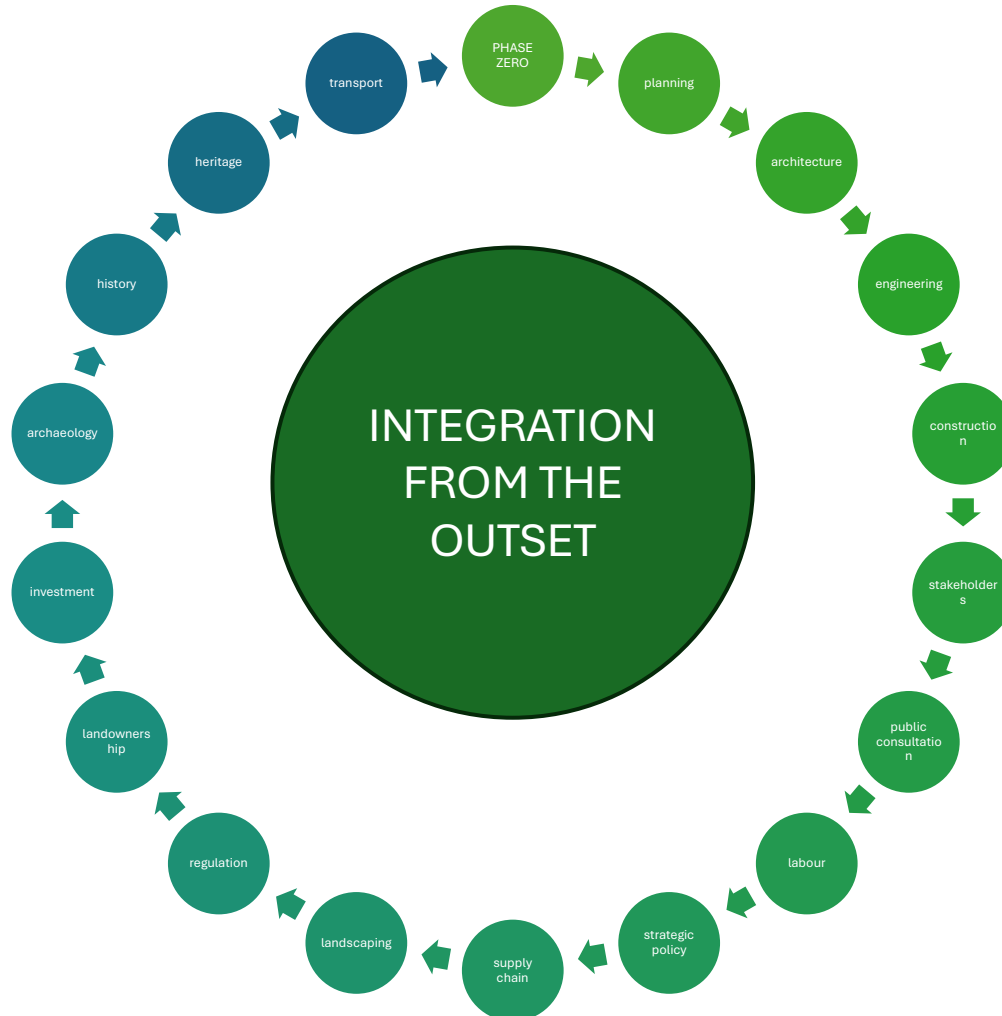 PHASE
ZERO
planning
architecture
engineering
constructio
n
stakeholder
s
public
consultatio
n
labour
strategic
policy
supply
chain
landscaping
regulation
landowners
hip
investment
archaeology
history
heritage
transport
INTEGRATION
FROM THE
OUTSET